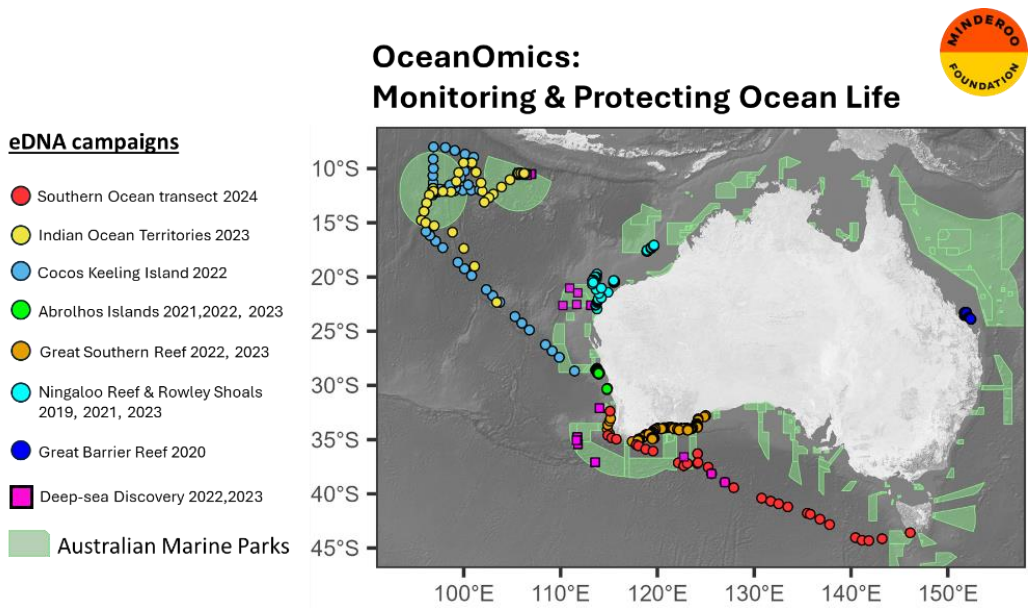 MINDEROO
FOUNDATION
OceanOmics:
Monitoring & Protecting Ocean Life
eDNA campaigns
Southern Ocean transect 2024
Indian Ocean Territories 2023
Cocos Keeling Island 2022
Abrolhos Islands 2021,2022, 2023
Great Southern Reef 2022, 2023
Ningaloo Reef & Rowley Shoals
2019, 2021, 2023
Great Barrier Reef 2020
Deep-sea Discovery 2022,2023
Australian Marine Parks
10°S
15°S
20°S
25°S
30°S
35°S
40°S
45°S
100°E
110°E
120°E
130°E
140°E
150°E